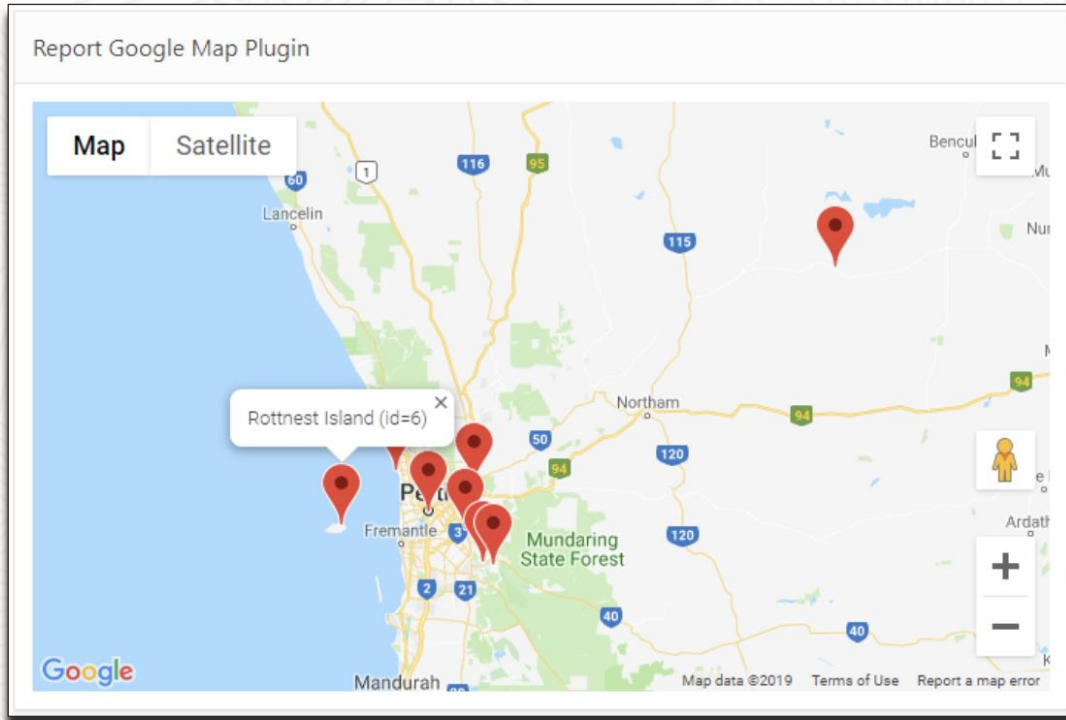 Report Google Map Plugin
Map
Satellite
Bencul
60
1
116
95
Mu
Lancelin
115
Nur
94
Rottnest Island (id=6)
×
Northam
94
50
120
94
Pert
Fremantle
3
Mundaring
State Forest
120
Ardath
2
21
40
40
Google
Mandurah
Map data ©2019
Terms of Use
Report a map error